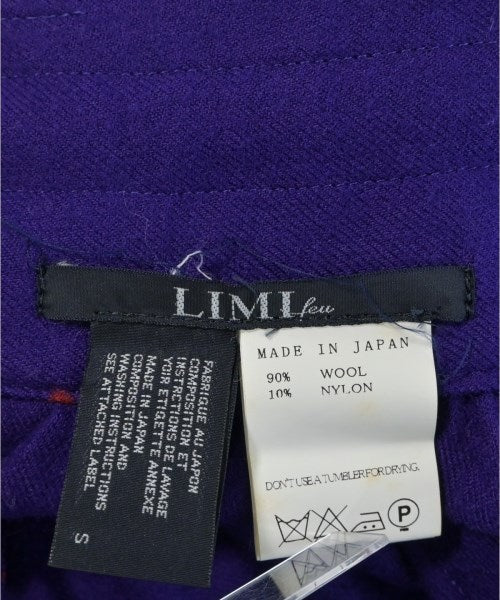 LIMI feu
FABRIQUE AU JAPON
COMPOSITION ET
INSTRUCTIONS DE LAVAGE
VOIR ETIGETTE ANNEXE
MADE IN JAPAN
COMPOSITION AND
WASHING INSTRUCTIONS
SEE ATTACHED LABEL
S
MADE IN JAPAN
90% WOOL
10% NYLON
DON'T USE A TUMBLER FOR DRYING.
P